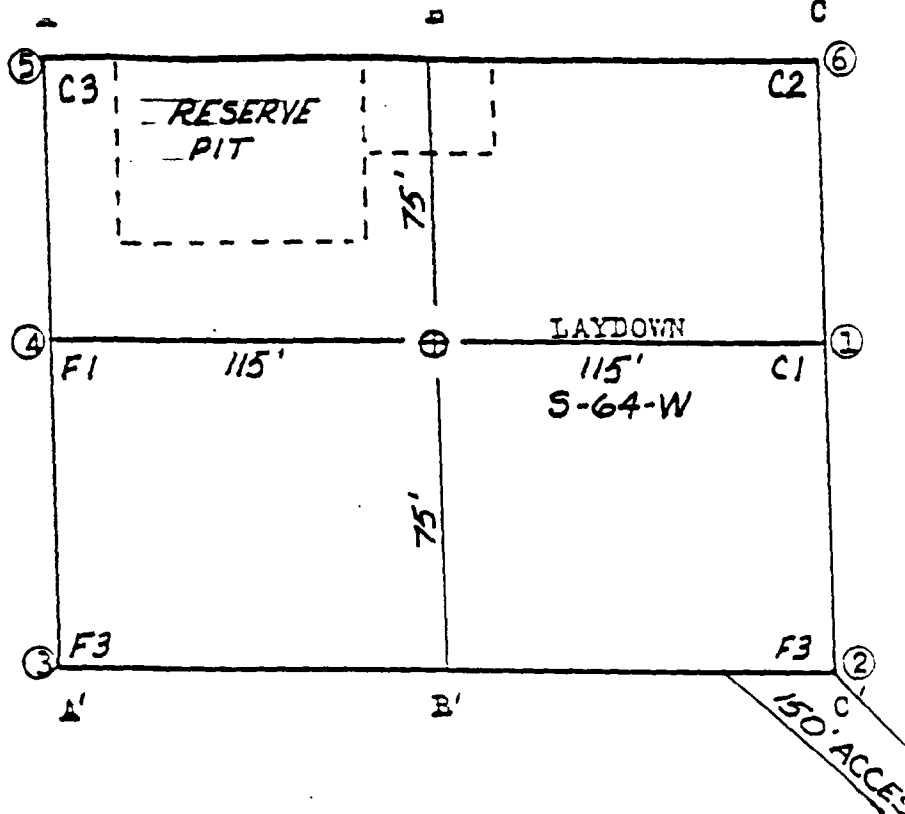 C
5
6
C3
C2
RESERVE
PIT
75'
LAYDOWN
4
1
F1
115'
115'
C1
S-64-W
75'
3
F3
F3
2
A'
B'
C'
150' ACCES